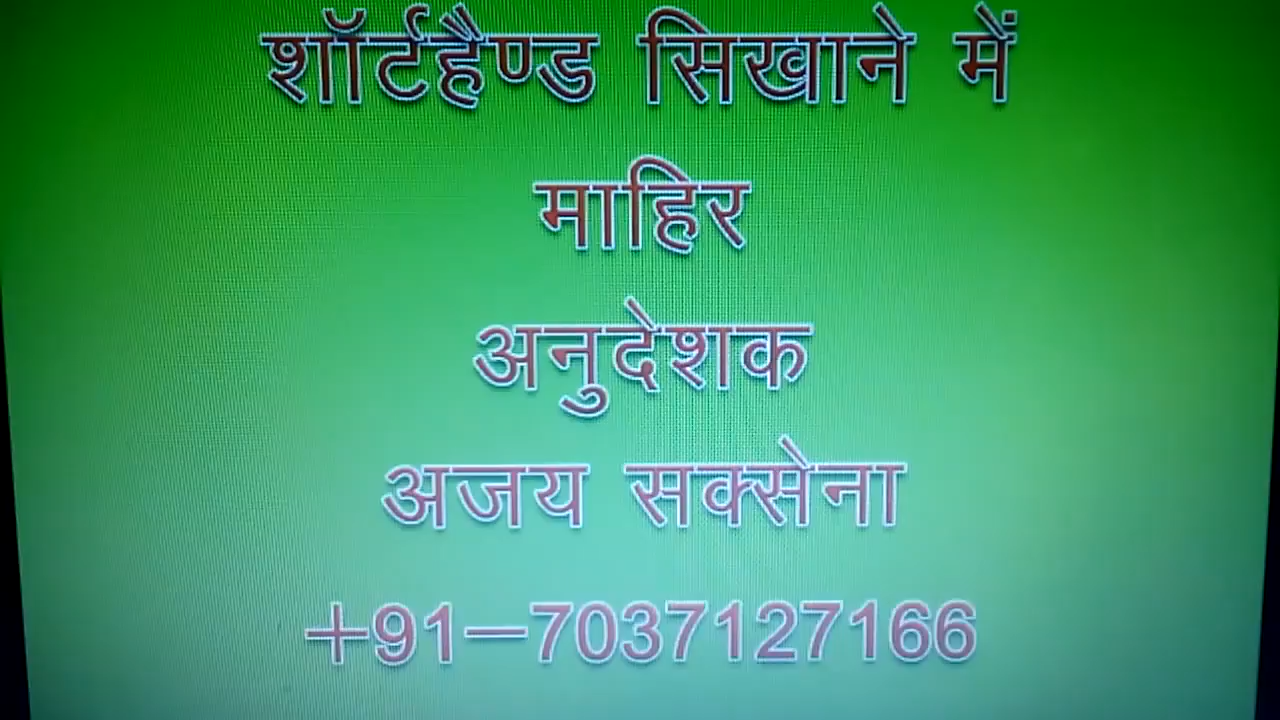 शॉर्टहैण्ड सिखाने में
माहिर
अनुदेशक
अजय सक्सेना
+91–7037127166